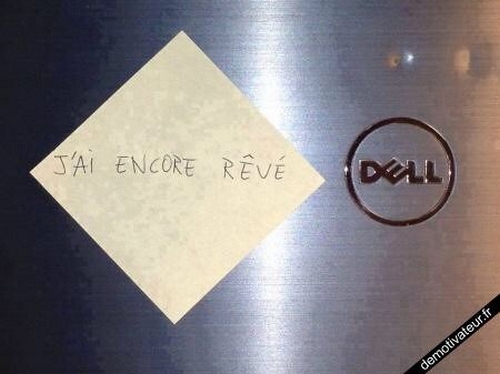 J'AI ENCORE RÊVÉ
DELL
demotivateur.fr